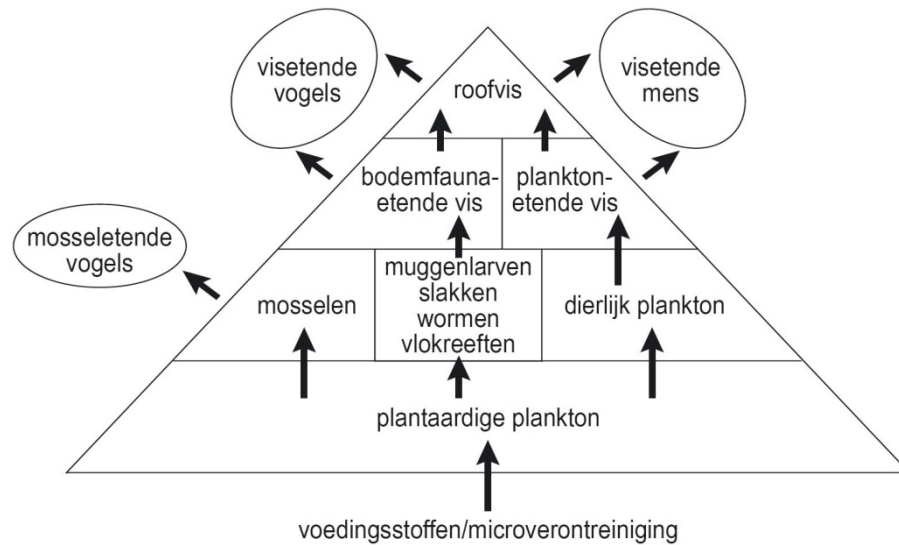 visetende
vogels
roofvis
visetende
mens
bodemfauna-
etende vis
plankton-
etende vis
mosseletende
vogels
mosselen
muggenlarven
slakken
wormen
vlokreeften
dierlijk plankton
plantaardige plankton
voedingsstoffen/microverontreiniging